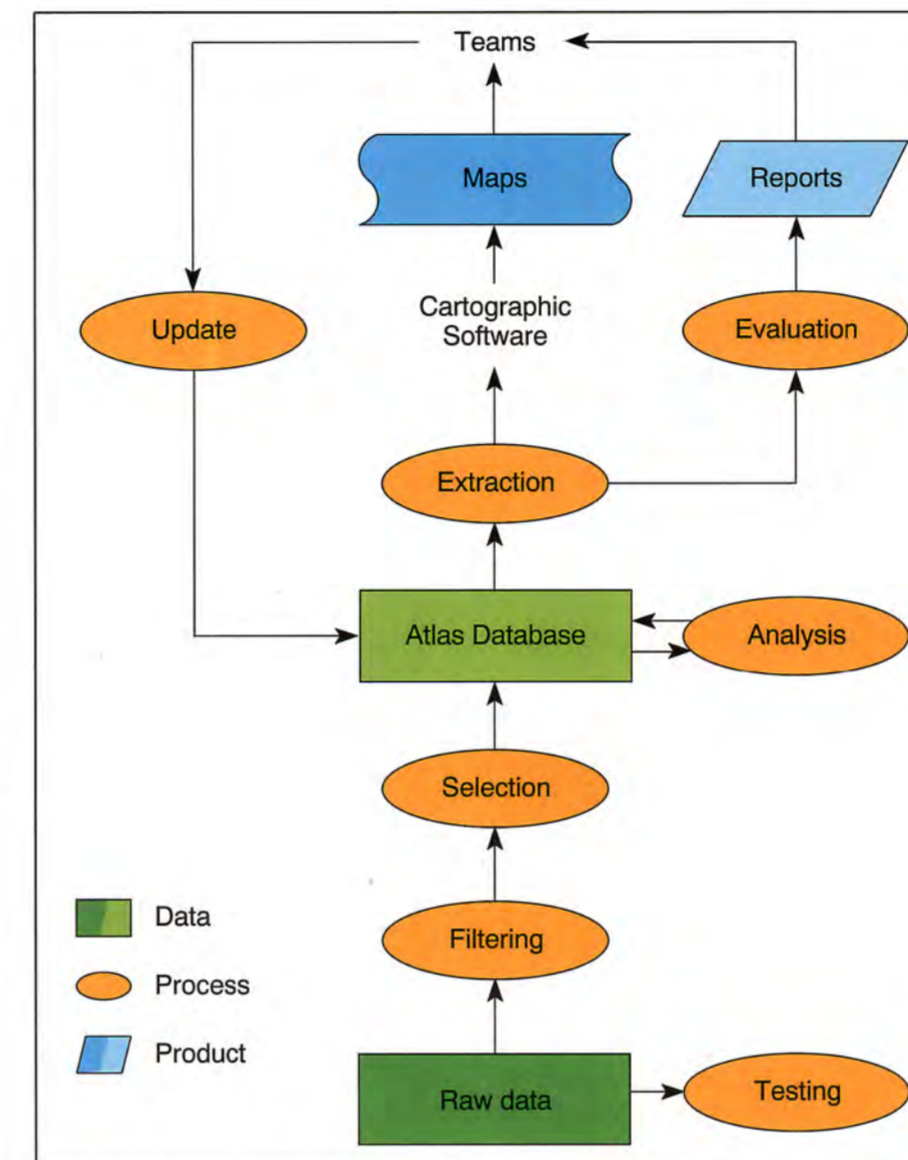 Teams
Maps
Reports
Update
Cartographic
Software
Evaluation
Extraction
Atlas Database
Analysis
Selection
Data
Filtering
Process
Product
Raw data
Testing